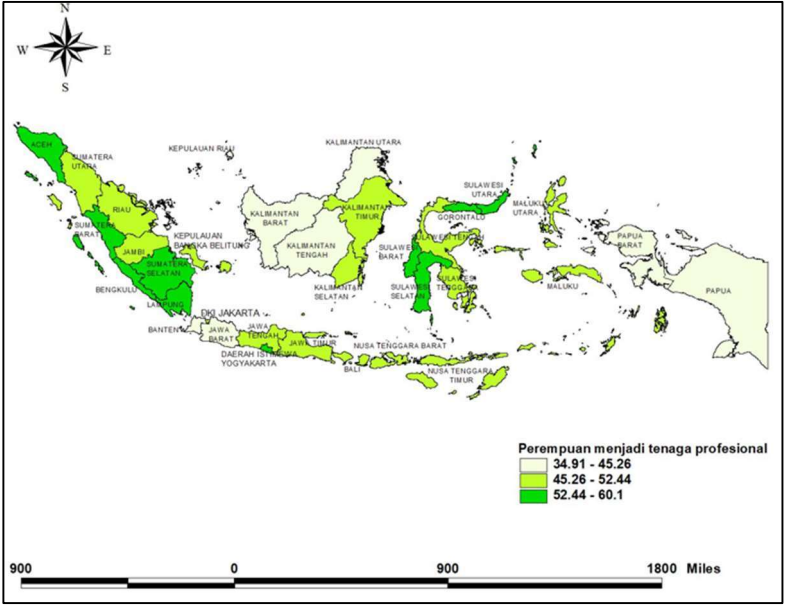 N
W
E
S
ACEH
SUMATERA
UTARA
KEPULAUAN RIAU
KALIMANTAN UTARA
RIAU
SUMATERA
BARAT
JAMBI
KEPULAUAN
BANGKA BELITUNG
SUMATERA
SELATAN
BENGKULU
LAMPUNG
KALIMANTAN
BARAT
KALIMANTAN
TIMUR
KALIMANTAN
TENGAH
KALIMANTAN
SELATAN
SULAWESI
UTARA
GORONTALO
SULAWESI TENGAH
SULAWESI
BARAT
SULAWESI
SELATAN
SULAWESI
TENGGARA
MALUKU
UTARA
MALUKU
PAPUA
BARAT
PAPUA
DKI JAKARTA
BANTEN
JAWA
BARAT
JAWA
TENGAH
JAWA TIMUR
DAERAH ISTIMEWA
YOGYAKARTA
BALI
NUSA TENGGARA BARAT
NUSA TENGGARA
TIMUR
Perempuan menjadi tenaga profesional
34.91 - 45.26
45.26 - 52.44
52.44 - 60.1
900 0 900 1800 Miles